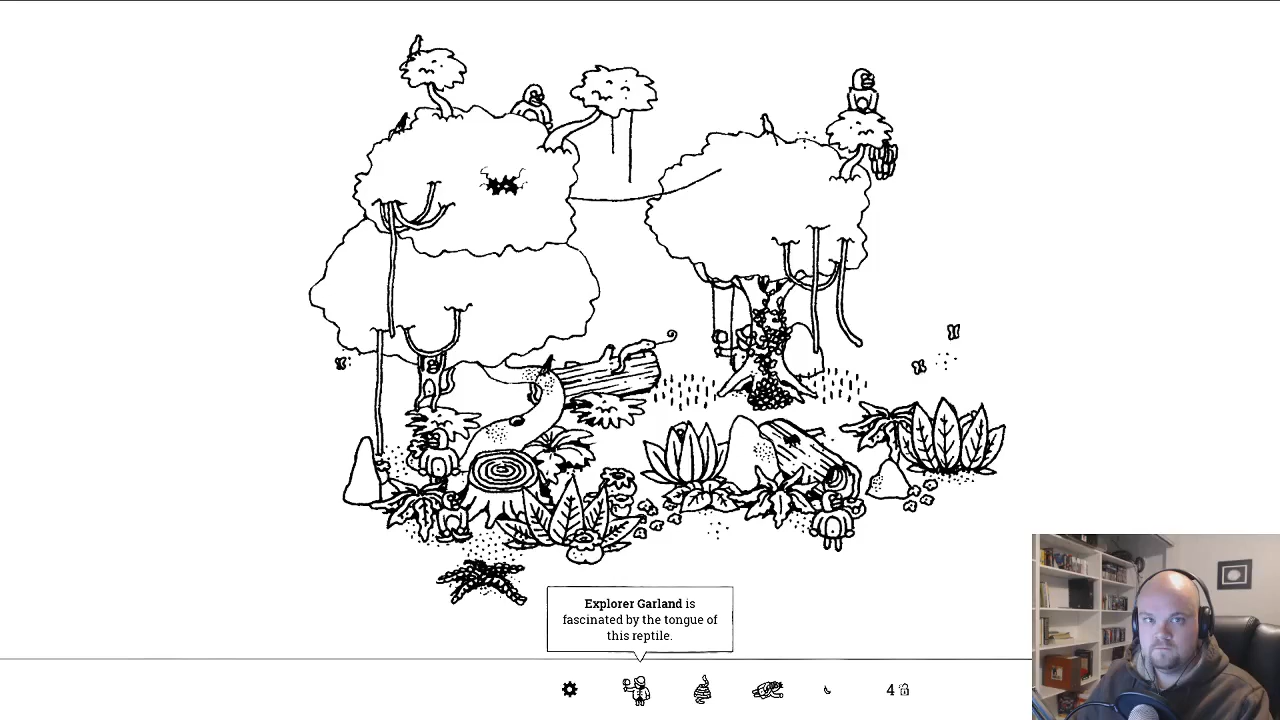 Explorer Garland is
fascinated by the tongue of
this reptile.
4